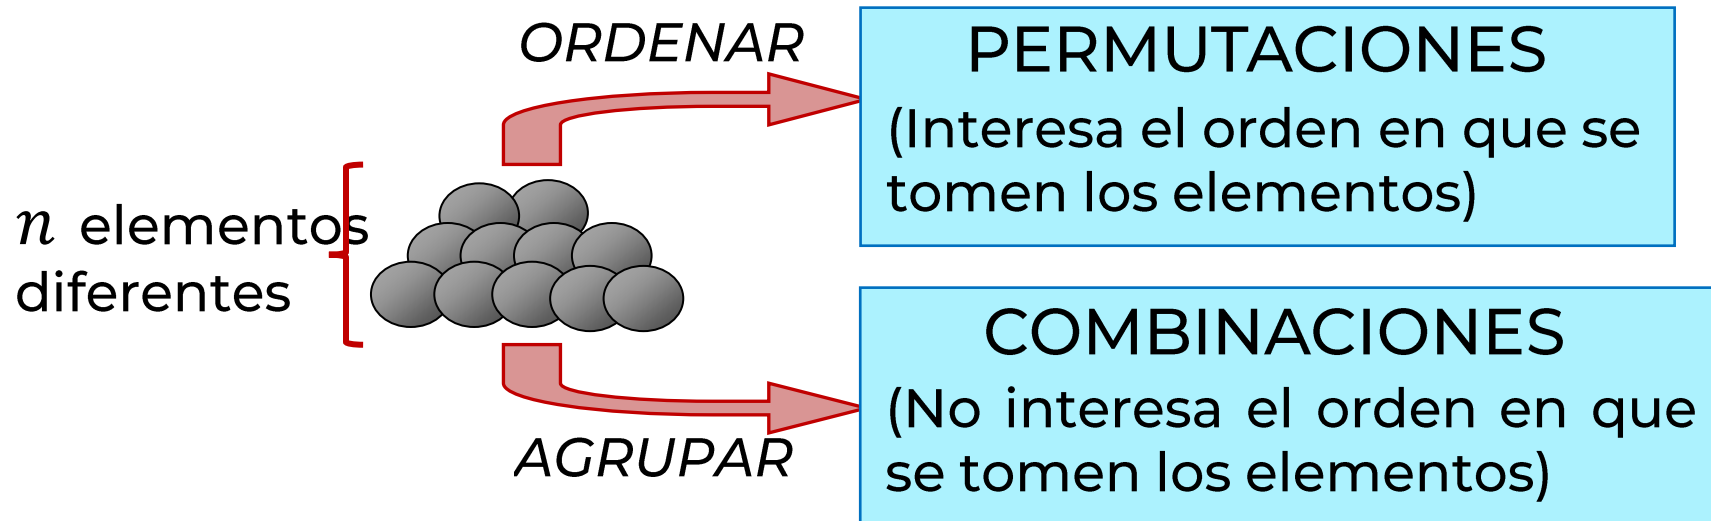 ORDENAR
PERMUTACIONES
(Interesa el orden en que se
tomen los elementos)
n elementos
diferentes
COMBINACIONES
(No interesa el orden en que
se tomen los elementos)
AGRUPAR